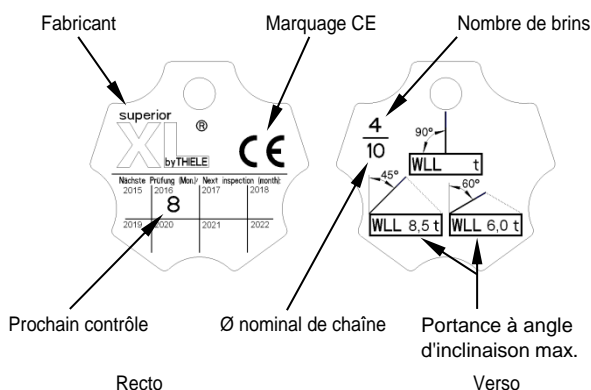 Fabricant
Marquage CE
Nombre de brins
superior
XL
®
by THIELE
CE
Nächste Prüfung (Mon.)/ Next inspection (month):
2015 2016 2017 2018
8
2019 2020 2021 2022
4
10
90°
WLL t
45°
60°
WLL 8,5 t
WLL 6,0 t
Prochain contrôle
Ø nominal de chaîne
Portance à angle
d'inclinaison max.
Recto
Verso